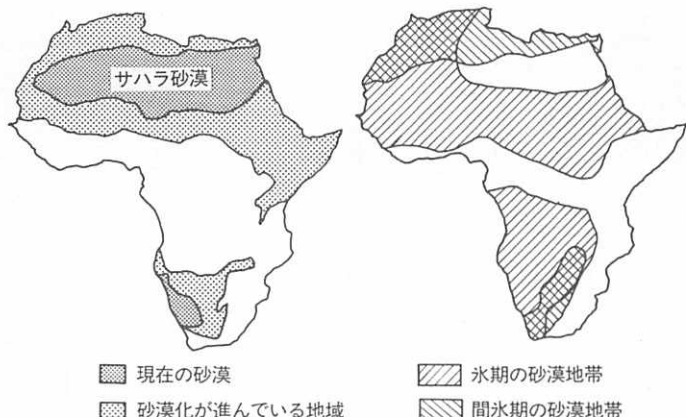 サハラ砂漠
現在の砂漠
砂漠化が進んでいる地域
氷期の砂漠地帯
間氷期の砂漠地帯